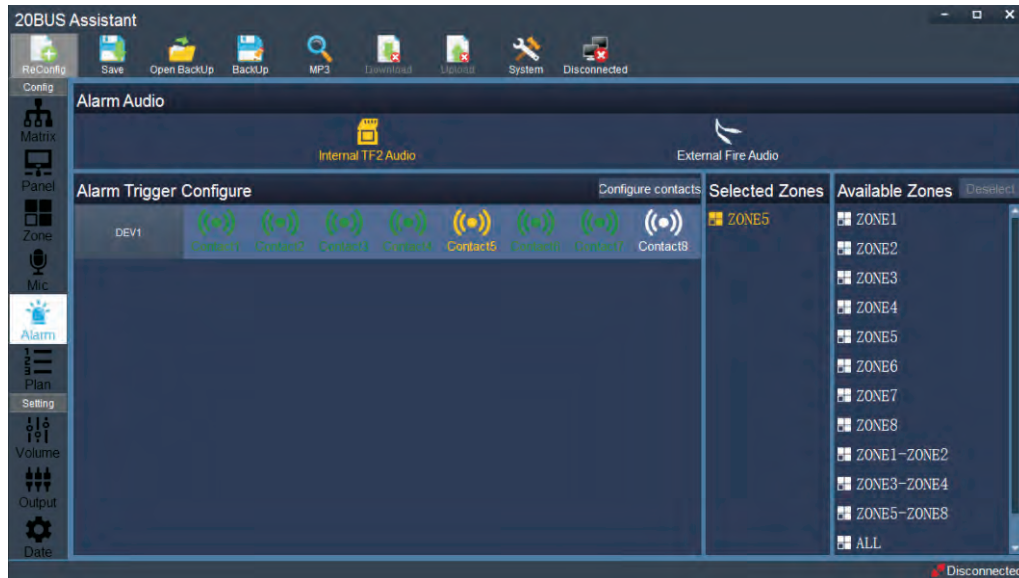 20BUS Assistant
ReConfig Save Open BackUp BackUp MP3 Download Upload System Disconnected
Config
Matrix
Panel
Zone
Mic
Alarm
Plan
Setting
Volume
Output
Date
Alarm Audio
Internal TF2 Audio External Fire Audio
Alarm Trigger Configure Configure contacts
DEV1 Contact1 Contact2 Contact3 Contact4 Contact5 Contact6 Contact7 Contact8
Selected Zones
ZONE5
Available Zones Deselect
ZONE1
ZONE2
ZONE3
ZONE4
ZONE5
ZONE6
ZONE7
ZONE8
ZONE1-ZONE2
ZONE3-ZONE4
ZONE5-ZONE8
ALL
Disconnected